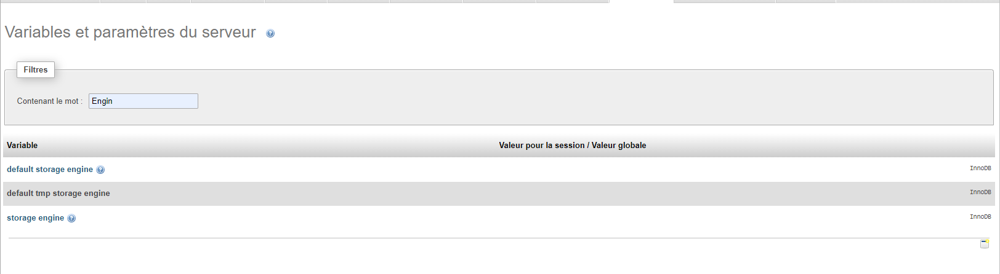 Variables et paramètres du serveur
Filtres
Contenant le mot : Engin
Variable Valeur pour la session / Valeur globale
default storage engine InnoDB
default tmp storage engine InnoDB
storage engine InnoDB